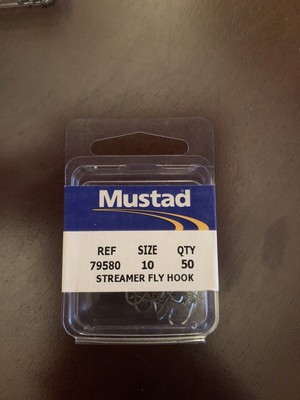 Mustad
REF SIZE QTY
79580 10 50
STREAMER FLY HOOK